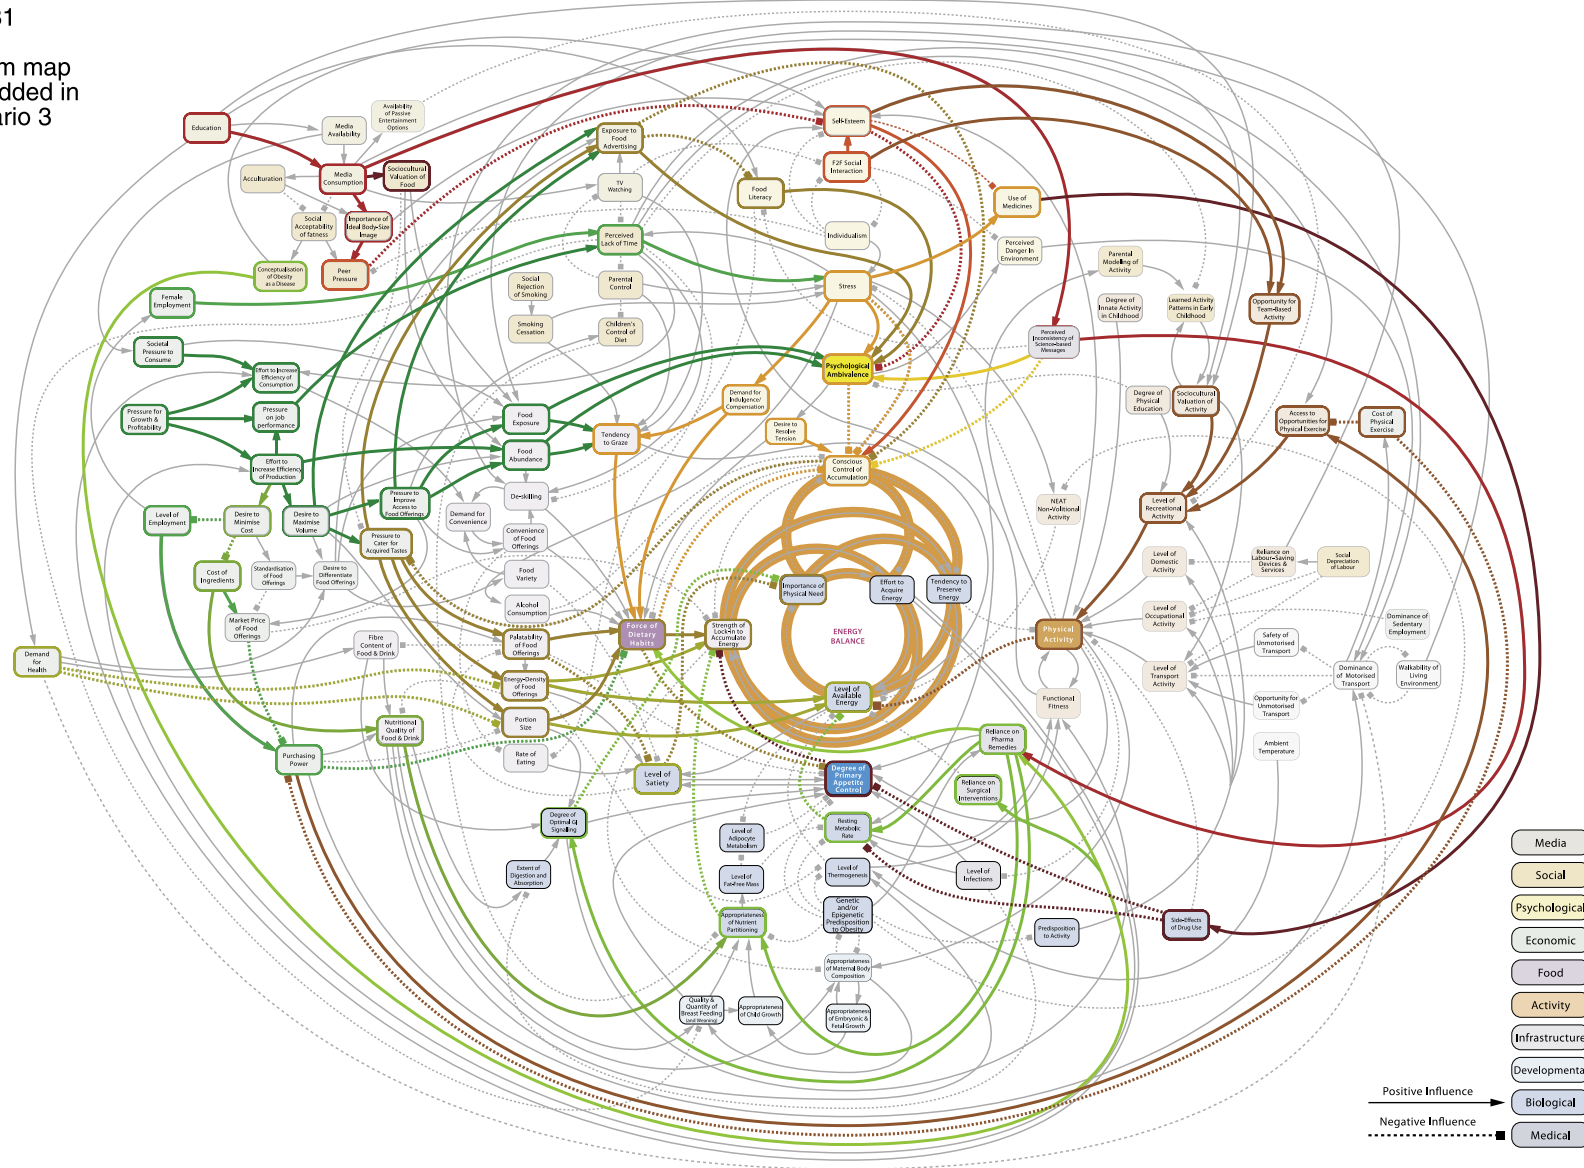 31
m map
dded in
ario 3
Education
Media
Availability
Availability
of Passive
Entertainment
Options
Acculturation
Media
Consumption
Sociocultural
Valuation of
Food
Social
Acceptability
of fatness
Importance of
Ideal Body-Size
Image
Conceptualisation
of Obesity
as a Disease
Peer
Pressure
Female
Employment
Societal
Pressure to
Consume
Effort to Increase
Efficiency of
Consumption
Pressure for
Growth &
Profitability
Pressure
on job
performance
Effort to
Increase Efficiency
of Production
Level of
Employment
Desire to
Minimise
Cost
Desire to
Maximise
Volume
Pressure to
Improve
Access to
Food Offerings
Pressure to
Cater for
Acquired Tastes
Cost of
Ingredients
Standardisation
of Food
Offerings
Desire to
Differentiate
Food Offerings
Market Price
of Food
Offerings
Fibre
Content of
Food & Drink
Demand
for
Health
Nutritional
Quality of
Food & Drink
Purchasing
Power
Exposure to
Food
Advertising
TV
Watching
Perceived
Lack of Time
Social
Rejection
of Smoking
Parental
Control
Smoking
Cessation
Children's
Control of
Diet
Food
Exposure
Food
Abundance
Tendency
to Graze
De-skilling
Demand for
Convenience
Convenience
of Food
Offerings
Food
Variety
Alcohol
Consumption
Palatability
of Food
Offerings
Energy-Density
of Food
Offerings
Portion
Size
Rate of
Eating
Force of
Dietary
Habits
Strength of
Lock-in to
Accumulate
Energy
Level of
Satiety
Degree of
Optimal GI
Signalling
Extent of
Digestion and
Absorption
Food
Literacy
Self-Esteem
F2F Social
Interaction
Individualism
Stress
Psychological
Ambivalence
Demand for
Indulgence/
Compensation
Desire to
Resolve
Tension
Conscious
Control of
Accumulation
Importance of
Physical Need
Effort to
Acquire
Energy
Tendency to
Preserve
Energy
ENERGY
BALANCE
Level of
Available
Energy
Degree of
Primary
Appetite
Control
Resting
Metabolic
Rate
Level of
Adipocyte
Metabolism
Level of
Fat-Free Mass
Level of
Thermogenesis
Genetic
and/or
Epigenetic
Predisposition
to Obesity
Appropriateness
of Nutrient
Partitioning
Appropriateness
of Maternal Body
Composition
Quality &
Quantity of
Breast Feeding
(and Weaning)
Appropriateness
of Child Growth
Appropriateness
of Embryonic &
Fetal Growth
Use of
Medicines
Perceived
Danger In
Environment
Perceived
Inconsistency of
Science-based
Messages
Parental
Modeling of
Activity
Degree of
Innate Activity
in Childhood
Learned Activity
Patterns in Early
Childhood
Opportunity for
Team-Based
Activity
Degree of
Physical
Education
Sociocultural
Valuation of
Activity
Access to
Opportunities for
Physical Exercise
Cost of
Physical
Exercise
NEAT
Non-Volitional
Activity
Level of
Recreational
Activity
Level of
Domestic
Activity
Reliance on
Labour-Saving
Devices &
Services
Social
Depreciation
of Labour
Level of
Occupational
Activity
Physical
Activity
Safety of
Unmotorised
Transport
Dominance of
Sedentary
Employment
Level of
Transport
Activity
Dominance
of Motorised
Transport
Walkability of
Living
Environment
Functional
Fitness
Opportunity for
Unmotorised
Transport
Ambient
Temperature
Reliance on
Pharma
Remedies
Reliance on
Surgical
Interventions
Level of
Infections
Predisposition
to Activity
Side-Effects
of Drug Use
Media
Social
Psychological
Economic
Food
Activity
Infrastructure
Developmenta
Biological
Medical
Positive Influence
Negative Influence